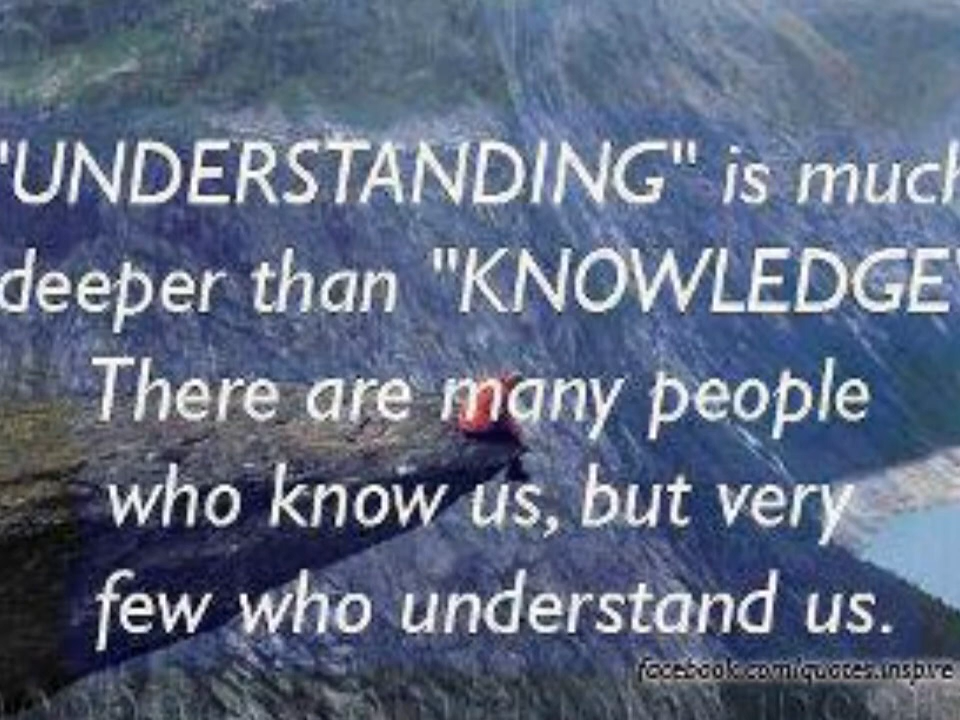 "UNDERSTANDING" is much
deeper than "KNOWLEDGE"
There are many people
who know us, but very
few who understand us.
facebook.com/quotes.inspire